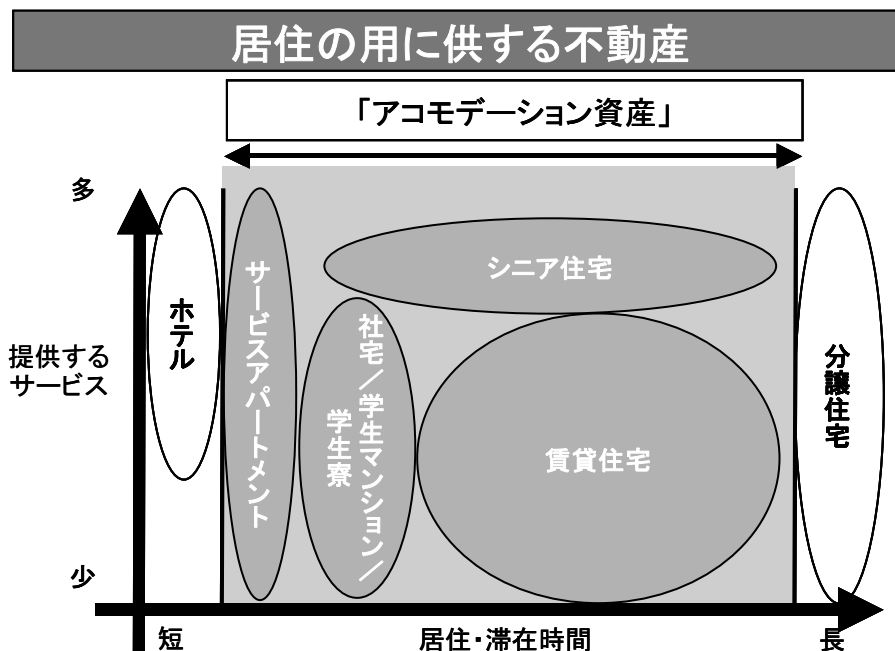 居住の用に供する不動産
「アコモデーション資産」
多
提供する
サービス
少
ホテル
サービスアパートメント
社宅／学生マンション／
学生寮
シニア住宅
賃貸住宅
分譲住宅
短
居住・滞在時間
長